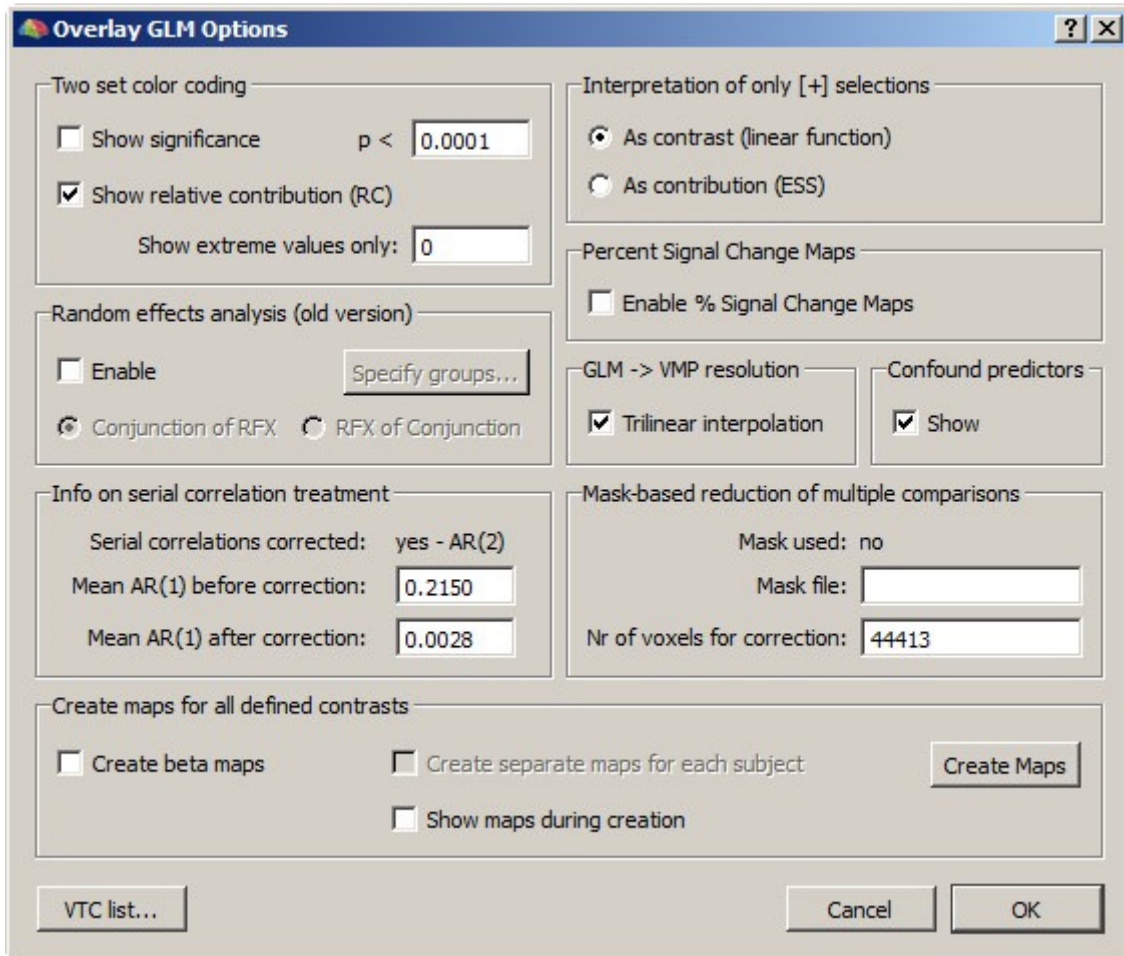 Overlay GLM Options
Two set color coding
Show significance p < 0.0001
Show relative contribution (RC)
Show extreme values only: 0
Interpretation of only [+] selections
As contrast (linear function)
As contribution (ESS)
Percent Signal Change Maps
Enable % Signal Change Maps
Random effects analysis (old version)
Enable Specify groups...
Conjunction of RFX RFX of Conjunction
GLM -> VMP resolution
Trilinear interpolation
Confound predictors
Show
Info on serial correlation treatment
Serial correlations corrected: yes - AR(2)
Mean AR(1) before correction: 0.2150
Mean AR(1) after correction: 0.0028
Mask-based reduction of multiple comparisons
Mask used: no
Mask file:
Nr of voxels for correction: 44413
Create maps for all defined contrasts
Create beta maps Create separate maps for each subject Create Maps
Show maps during creation
VTC list... Cancel OK